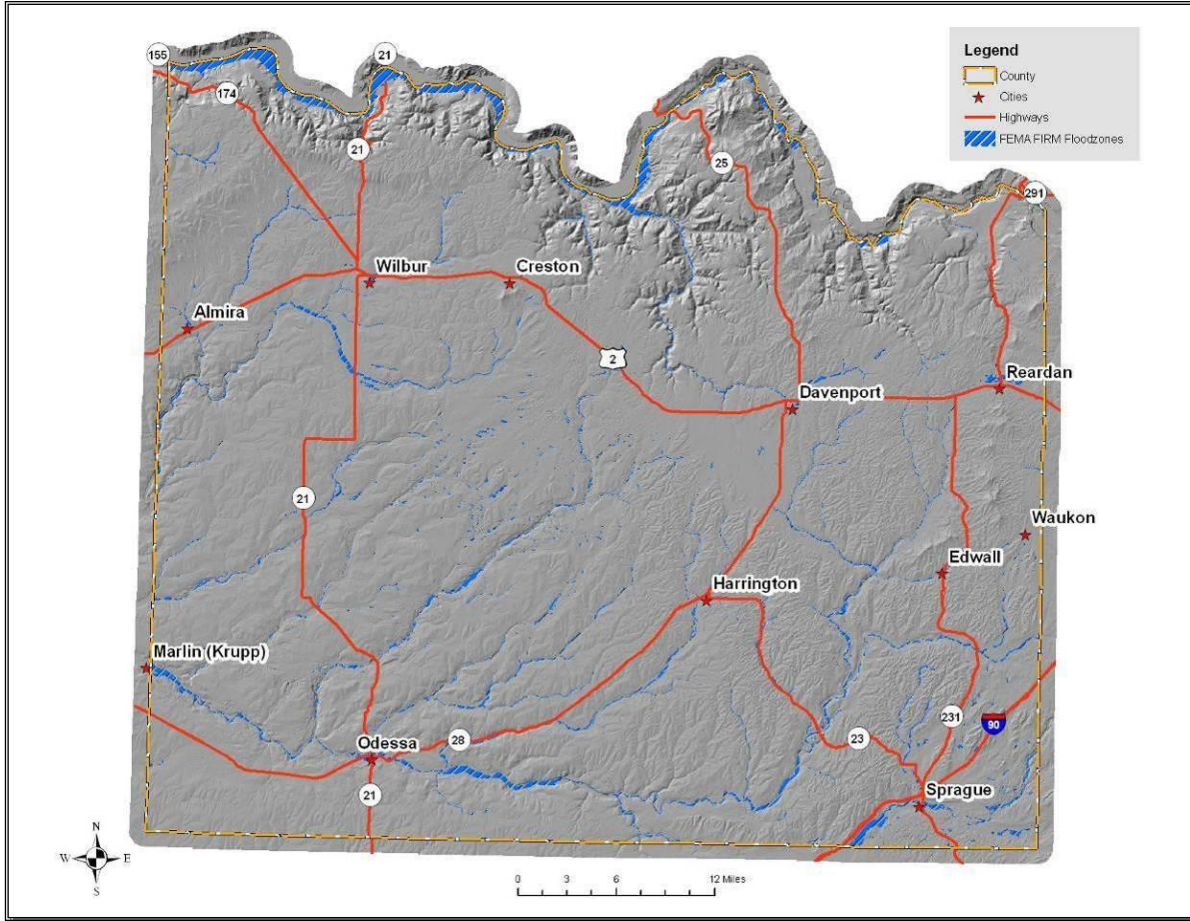 155
21
174
21
25
291
Legend
County
Cities
Highways
FEMA FIRM Floodzones
Wilbur
Creston
Almira
2
Reardan
Davenport
21
Waukon
Edwall
Harrington
Marlin (Krupp)
231
90
Odessa
28
23
21
Sprague
N
W E
S
0 3 6 12 Miles